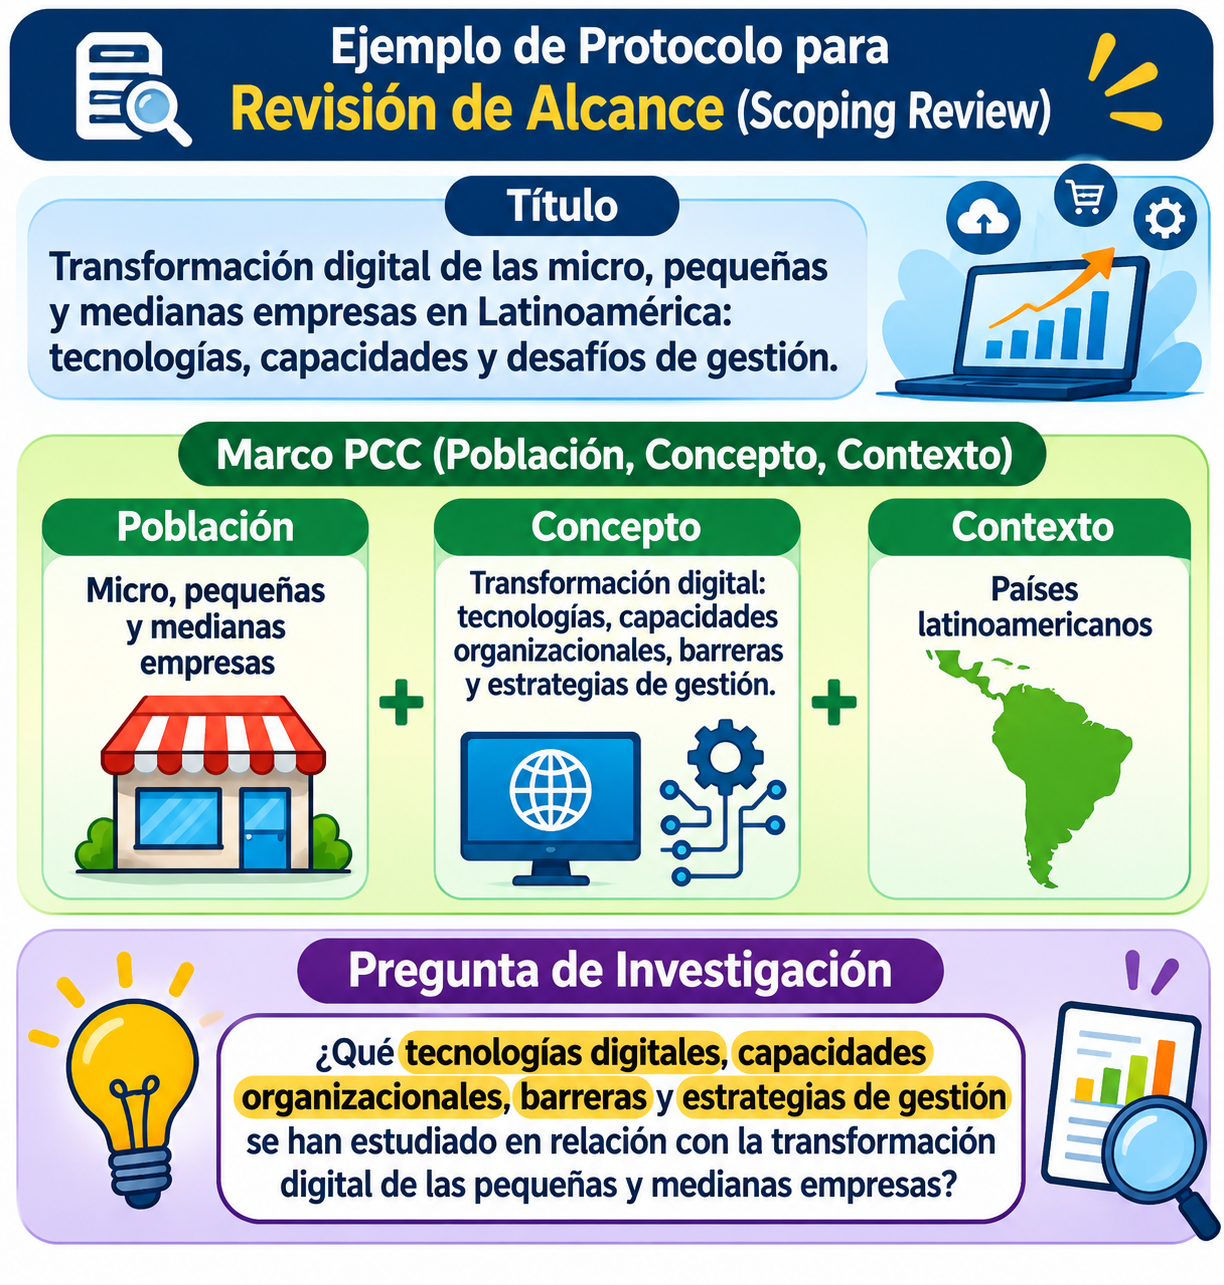 Ejemplo de Protocolo para
Revisión de Alcance (Scoping Review)
Título
Transformación digital de las micro, pequeñas
y medianas empresas en Latinoamérica:
tecnologías, capacidades y desafíos de gestión.
Marco PCC (Población, Concepto, Contexto)
Población
Micro, pequeñas
y medianas
empresas
Concepto
Transformación digital:
tecnologías, capacidades
organizacionales, barreras
y estrategias de gestión.
Contexto
Países
latinoamericanos
Pregunta de Investigación
¿Qué tecnologías digitales, capacidades
organizacionales, barreras y estrategias de gestión
se han estudiado en relación con la transformación
digital de las pequeñas y medianas empresas?